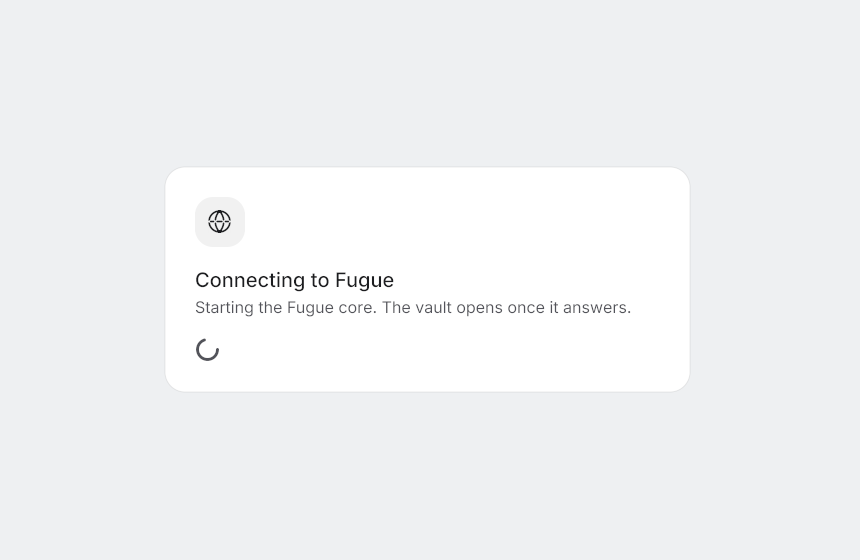 Connecting to Fugue
Starting the Fugue core. The vault opens once it answers.